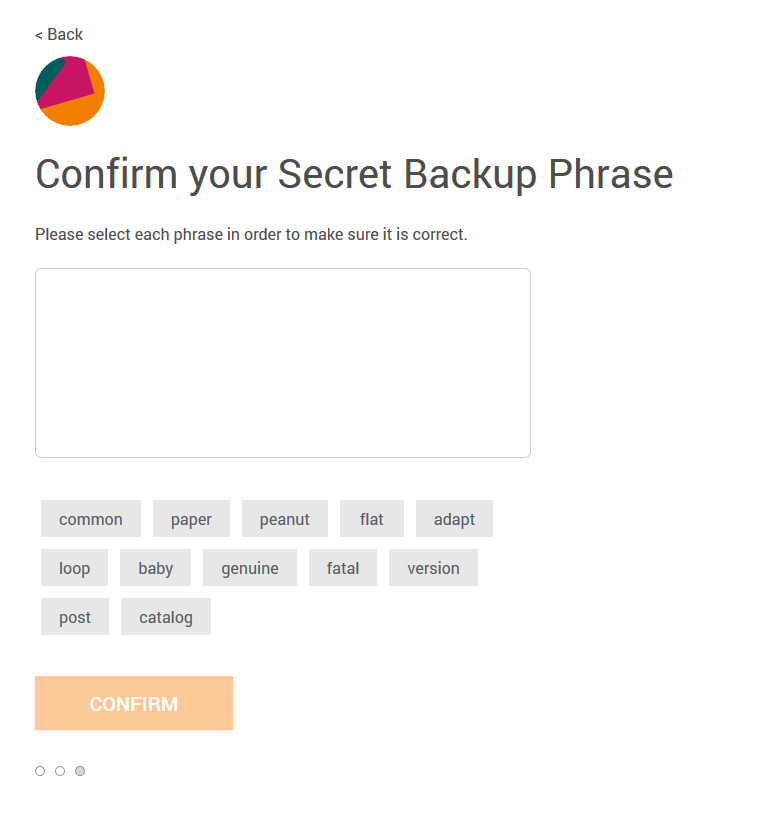 < Back
Confirm your Secret Backup Phrase
Please select each phrase in order to make sure it is correct.
common paper peanut flat adapt
loop baby genuine fatal version
post catalog
CONFIRM